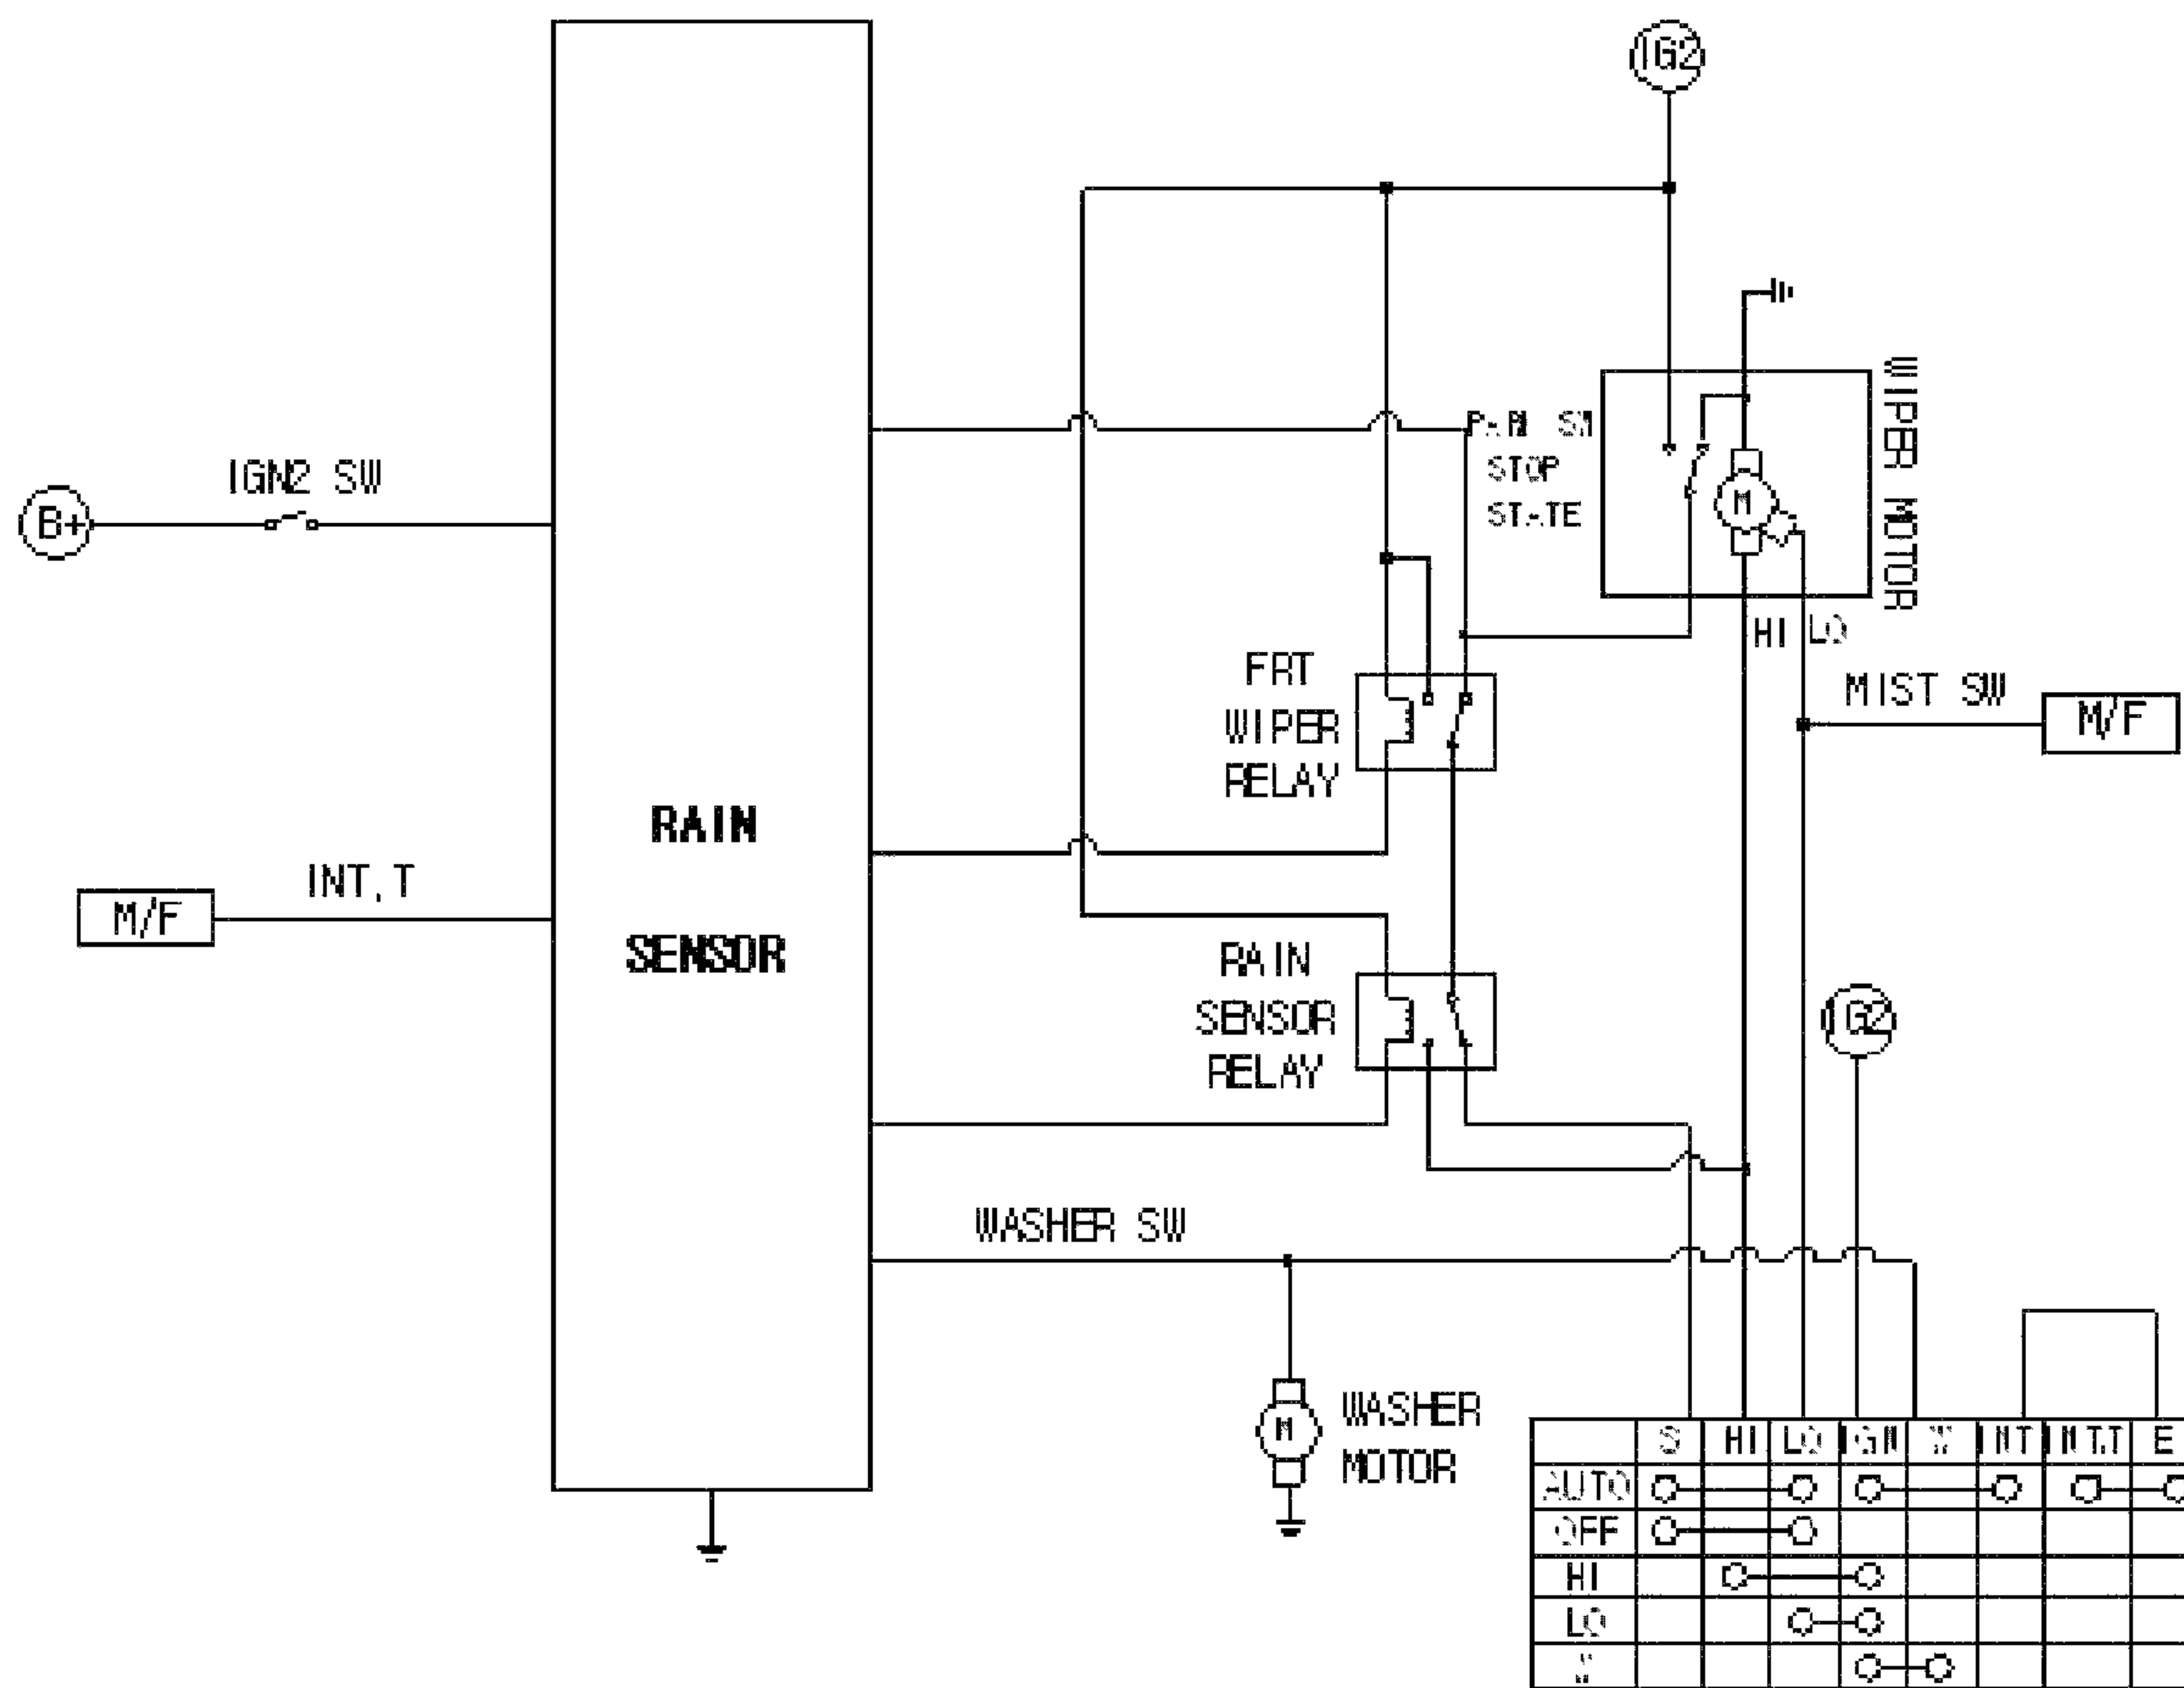 IG2
IGN2 SW
B+
STOP
STATE
WIPER MOTOR
M
HI LO
FRT
WIPER
RELAY
MIST SW
M/F
RAIN
SENSOR
INT.T
M/F
RAIN
SENSOR
RELAY
IG2
WASHER SW
M
WASHER
MOTOR
S HI LO IGN W INT INT.T E
AUTO
OFF
HI
LO
W